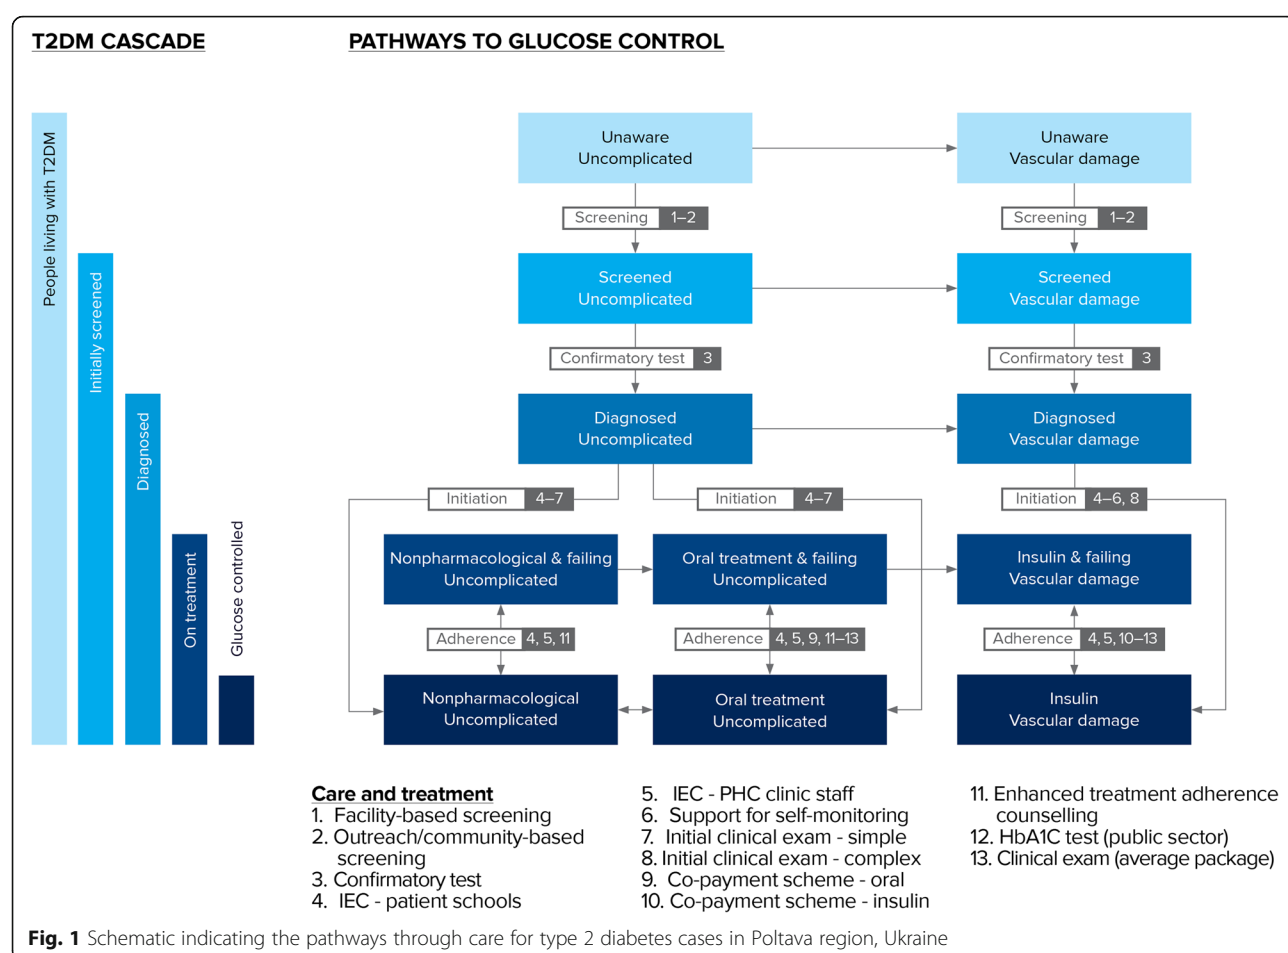 T2DM CASCADE
PATHWAYS TO GLUCOSE CONTROL
People living with T2DM
Initially screened
Diagnosed
On treatment
Glucose controlled
Unaware
Uncomplicated
Unaware
Vascular damage
Screening 1–2
Screening 1–2
Screened
Uncomplicated
Screened
Vascular damage
Confirmatory test 3
Confirmatory test 3
Diagnosed
Uncomplicated
Diagnosed
Vascular damage
Initiation 4–7
Initiation 4–7
Initiation 4–6, 8
Nonpharmacological & failing
Uncomplicated
Oral treatment & failing
Uncomplicated
Insulin & failing
Vascular damage
Adherence 4, 5, 11
Adherence 4, 5, 9, 11–13
Adherence 4, 5, 10–13
Nonpharmacological
Uncomplicated
Oral treatment
Uncomplicated
Insulin
Vascular damage
Care and treatment
1. Facility-based screening
2. Outreach/community-based
screening
3. Confirmatory test
4. IEC - patient schools
5. IEC - PHC clinic staff
6. Support for self-monitoring
7. Initial clinical exam - simple
8. Initial clinical exam - complex
9. Co-payment scheme - oral
10. Co-payment scheme - insulin
11. Enhanced treatment adherence
counselling
12. HbA1C test (public sector)
13. Clinical exam (average package)
Fig. 1 Schematic indicating the pathways through care for type 2 diabetes cases in Poltava region, Ukraine